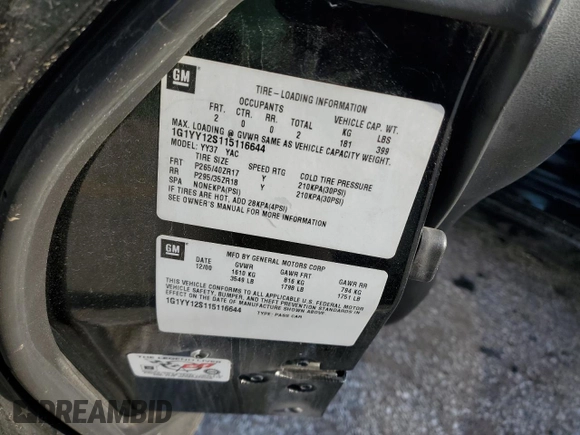 GM
TIRE - LOADING INFORMATION
OCCUPANTS VEHICLE CAP. WT.
FRT. CTR. RR. TOTAL KG LBS
2 0 0 2 181 399
MAX. LOADING @ GVWR SAME AS VEHICLE CAPACITY WEIGHT.
1G1YY12S115116644
MODEL: YY37 YAC
TIRE SIZE SPEED RTG COLD TIRE PRESSURE
FRT P265/40ZR17 Y 210KPA(30PSI)
RR P295/35ZR18 Y 210KPA(30PSI)
SPA NONEKPA(PSI)
IF TIRES ARE HOT, ADD 28KPA(4PSI)
SEE OWNER'S MANUAL FOR MORE INFORMATION
GM
MFD BY GENERAL MOTORS CORP
DATE GVWR GAWR FRT GAWR RR
12/00 1610 KG 816 KG 794 KG
3549 LB 1798 LB 1751 LB
THIS VEHICLE CONFORMS TO ALL APPLICABLE U.S. FEDERAL MOTOR
VEHICLE SAFETY, BUMPER, AND THEFT PREVENTION STANDARDS IN
EFFECT ON THE DATE OF MANUFACTURE SHOWN ABOVE.
1G1YY12S115116644
TYPE: PASS CAR
DREAMBID